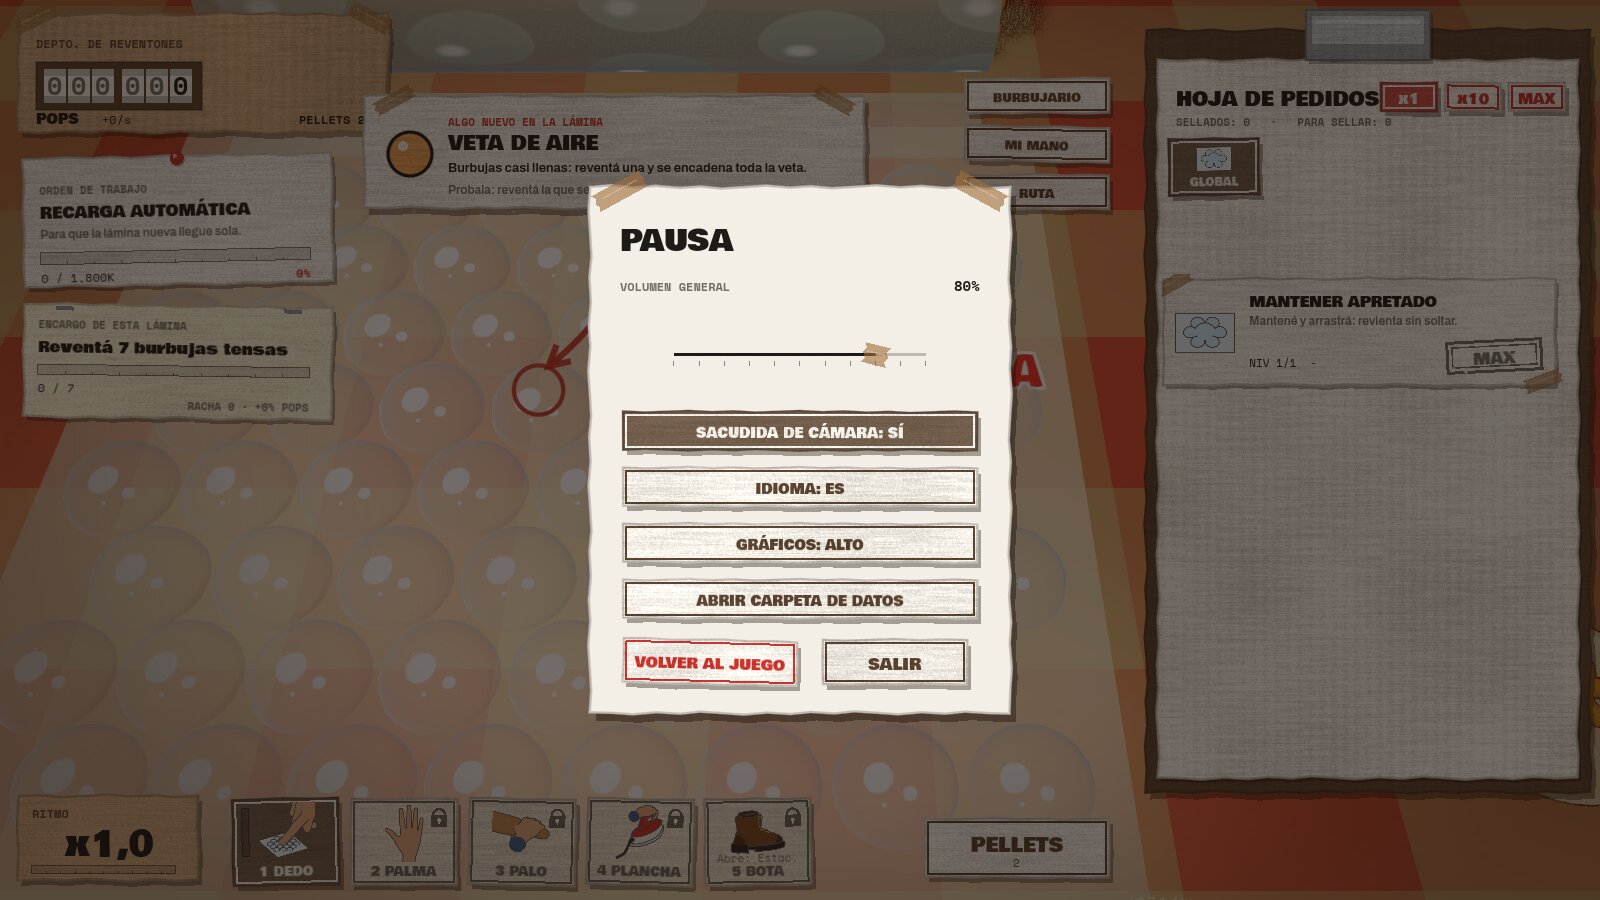 DEPTO. DE REVENTONES
000 000
POPS +0/s PELLETS 2
ORDEN DE TRABAJO
RECARGA AUTOMÁTICA
Para que la lámina nueva llegue sola.
0 / 1.800K 0%
ENCARGO DE ESTA LÁMINA
Reventá 7 burbujas tensas
0 / 7
RACHA 0 · +0% POPS
ALGO NUEVO EN LA LÁMINA
VETA DE AIRE
Burbujas casi llenas: reventá una y se encadena toda la veta.
Probala: reventá la que se
BURBUJARIO
MI MANO
RUTA
PAUSA
VOLUMEN GENERAL 80%
SACUDIDA DE CÁMARA: SÍ
IDIOMA: ES
GRÁFICOS: ALTO
ABRIR CARPETA DE DATOS
VOLVER AL JUEGO SALIR
A
HOJA DE PEDIDOS x1 x10 MAX
SELLADOS: 0 · PARA SELLAR: 0
GLOBAL
MANTENER APRETADO
Mantené y arrastrá: revienta sin soltar.
NIV 1/1 -
MAX
RITMO
x1,0
1 DEDO
2 PALMA
3 PALO
4 PLANCHA
Abre: Estac.
5 BOTA
PELLETS
2